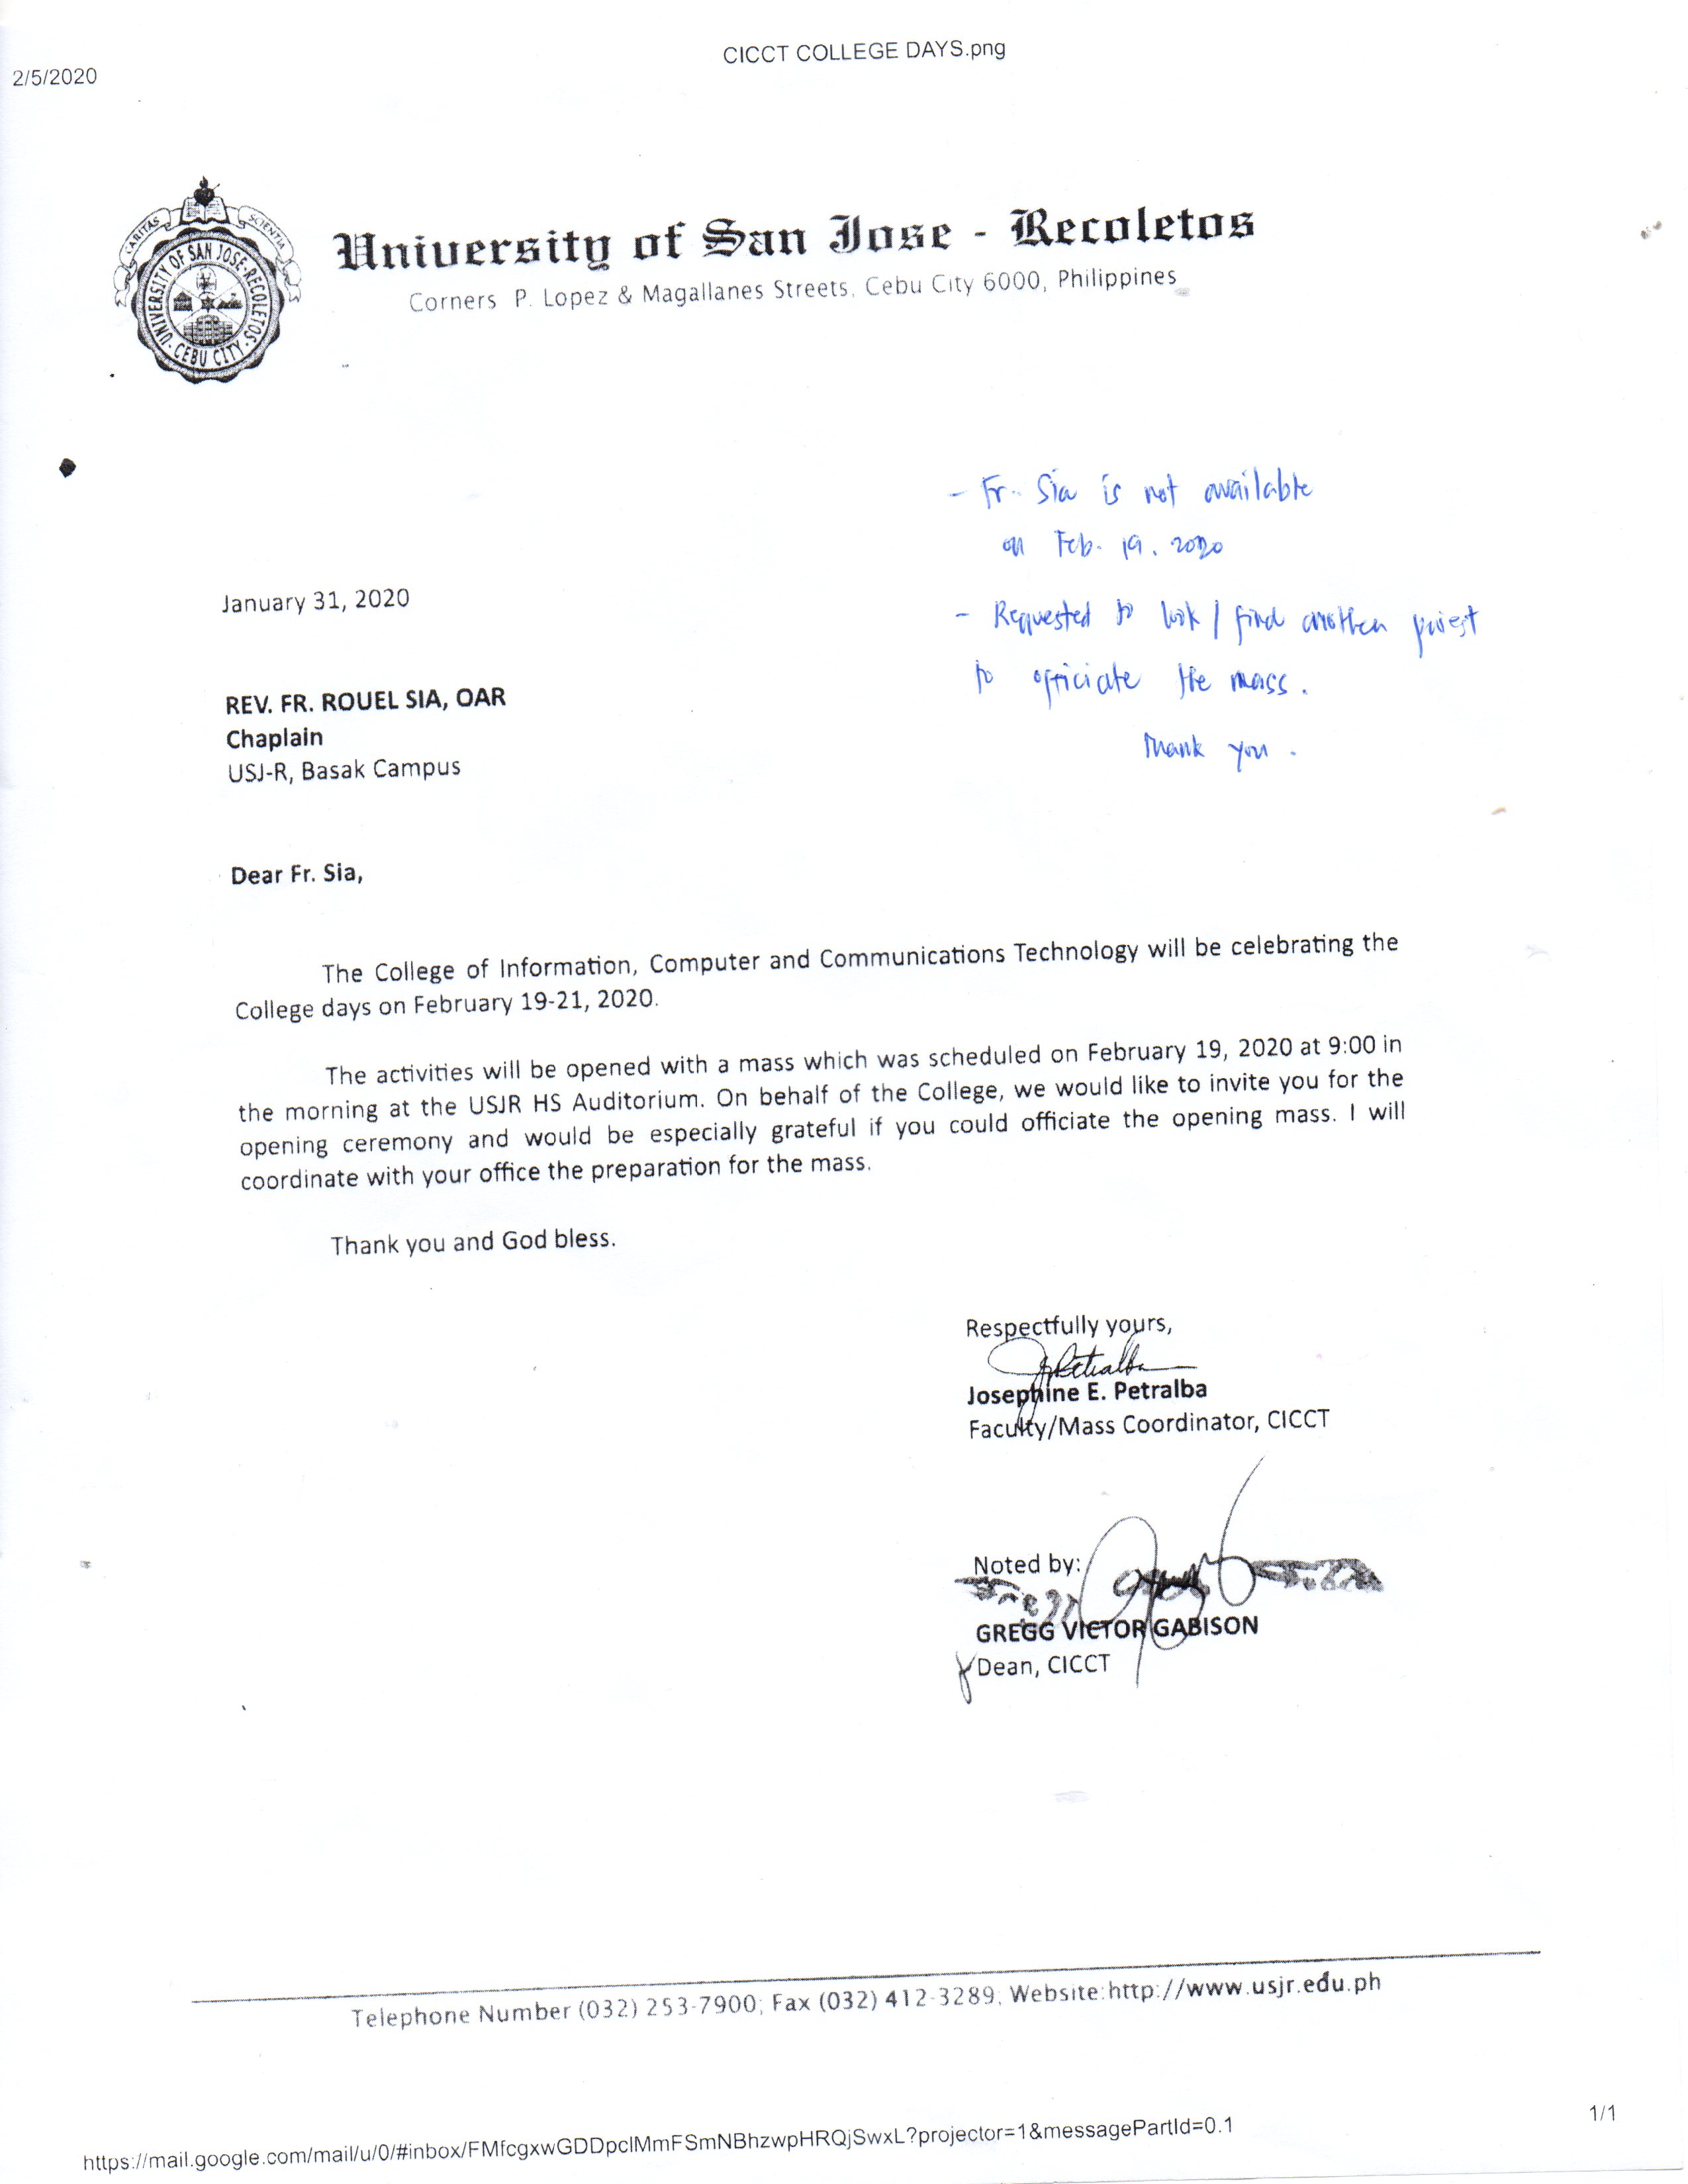 2/5/2020
CICCT COLLEGE DAYS.png
CARITAS
SCIENTIA
UNIVERSITY OF SAN JOSE-RECOLETOS
CEBU CITY
University of San Jose - Recoletos
Corners P. Lopez & Magallanes Streets, Cebu City 6000, Philippines
- Fr. Sia is not available
on Feb. 19, 2020
- Requested to look / find another priest
to officiate the mass.
Thank you.
January 31, 2020
REV. FR. ROUEL SIA, OAR
Chaplain
USJ-R, Basak Campus
Dear Fr. Sia,
The College of Information, Computer and Communications Technology will be celebrating the
College days on February 19-21, 2020.
The activities will be opened with a mass which was scheduled on February 19, 2020 at 9:00 in
the morning at the USJR HS Auditorium. On behalf of the College, we would like to invite you for the
opening ceremony and would be especially grateful if you could officiate the opening mass. I will
coordinate with your office the preparation for the mass.
Thank you and God bless.
Respectfully yours,
JPetralba
Josephine E. Petralba
Faculty/Mass Coordinator, CICCT
Noted by:
GREGG VICTOR GABISON
Dean, CICCT
Telephone Number (032) 253-7900; Fax (032) 412-3289; Website:http://www.usjr.edu.ph
https://mail.google.com/mail/u/0/#inbox/FMfcgxwGDDpclMmFSmNBhzwpHRQjSwxL?projector=1&messagePartId=0.1
1/1